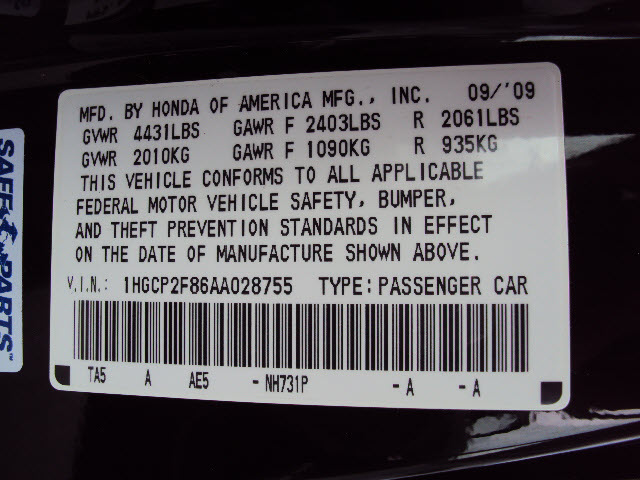 MFD. BY HONDA OF AMERICA MFG., INC. 09/'09
GVWR 4431LBS GAWR F 2403LBS R 2061LBS
GVWR 2010KG GAWR F 1090KG R 935KG
THIS VEHICLE CONFORMS TO ALL APPLICABLE
FEDERAL MOTOR VEHICLE SAFETY, BUMPER,
AND THEFT PREVENTION STANDARDS IN EFFECT
ON THE DATE OF MANUFACTURE SHOWN ABOVE.
V.I.N.: 1HGCP2F86AA028755 TYPE: PASSENGER CAR
TA5 A AE5 - NH731P - A - A
SAFE PARTS™